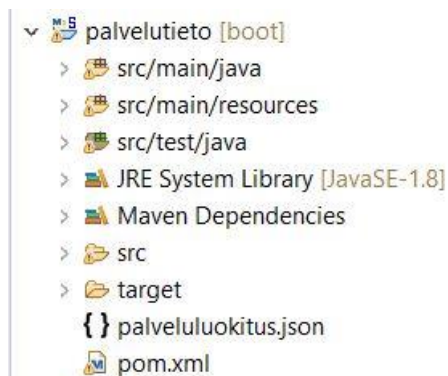 palvelutieto [boot]
src/main/java
src/main/resources
src/test/java
JRE System Library [JavaSE-1.8]
Maven Dependencies
src
target
{} palveluluokitus.json
pom.xml